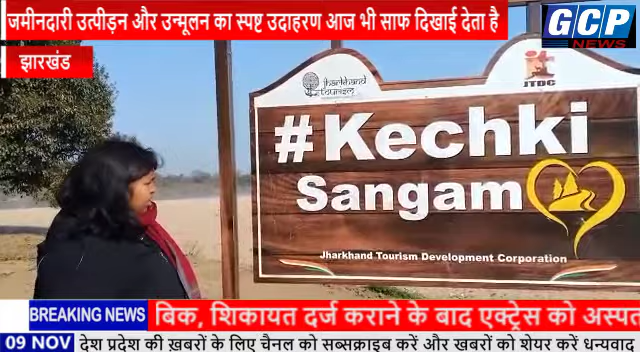 जमीनदारी उत्पीड़न और उन्मूलन का स्पष्ट उदाहरण आज भी साफ दिखाई देता है
GCP
NEWS
झारखंड
jharkhand
tourism
JTDC
#Kechki
Sangam
Jharkhand Tourism Development Corporation
BREAKING NEWS
बिक, शिकायत दर्ज कराने के बाद एक्ट्रेस को अस्पत
09 NOV
देश प्रदेश की ख़बरों के लिए चैनल को सब्सक्राइब करें और खबरों को शेयर करें धन्यवाद